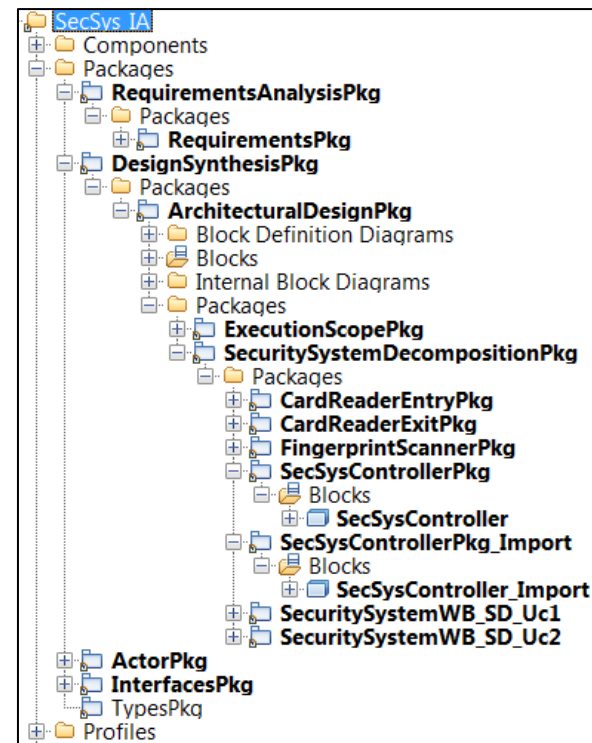 SecSys_IA
Components
Packages
RequirementsAnalysisPkg
Packages
RequirementsPkg
DesignSynthesisPkg
Packages
ArchitecturalDesignPkg
Block Definition Diagrams
Blocks
Internal Block Diagrams
Packages
ExecutionScopePkg
SecuritySystemDecompositionPkg
Packages
CardReaderEntryPkg
CardReaderExitPkg
FingerprintScannerPkg
SecSysControllerPkg
Blocks
SecSysController
SecSysControllerPkg_Import
Blocks
SecSysController_Import
SecuritySystemWB_SD_Uc1
SecuritySystemWB_SD_Uc2
ActorPkg
InterfacesPkg
TypesPkg
Profiles